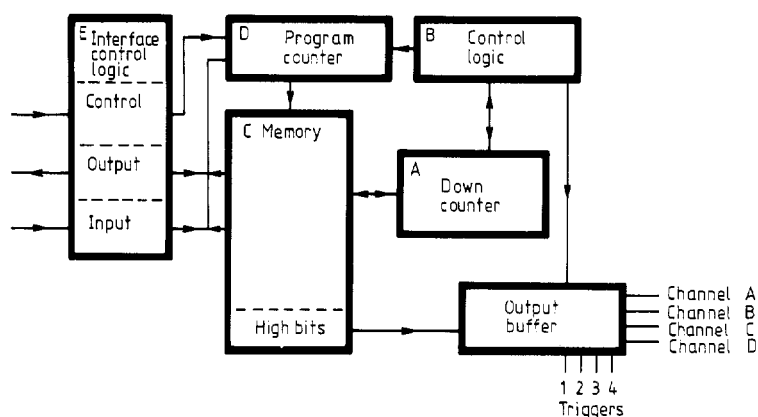 E Interface
control
logic
Control
Output
Input
D Program
counter
B Control
logic
C Memory
High bits
A
Down
counter
Output
buffer
Channel A
Channel B
Channel C
Channel D
1 2 3 4
Triggers